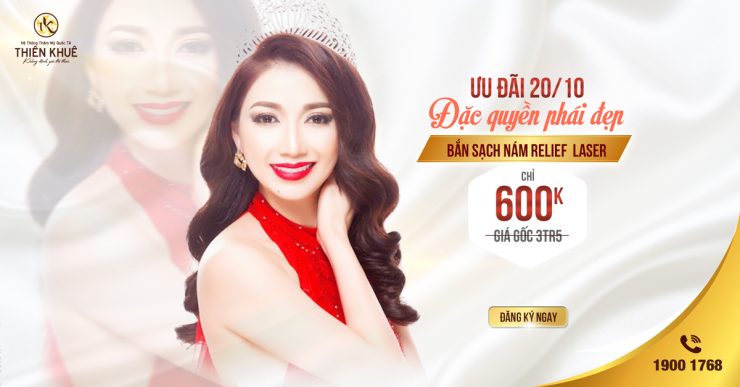 Hệ Thống Thẩm Mỹ Quốc Tế
THIÊN KHUÊ
ƯU ĐÃI 20/10
Đặc quyền phái đẹp
BẮN SẠCH NÁM RELIEF LASER
CHỈ
600K
GIÁ GỐC 3TR5
ĐĂNG KÝ NGAY
1900 1768